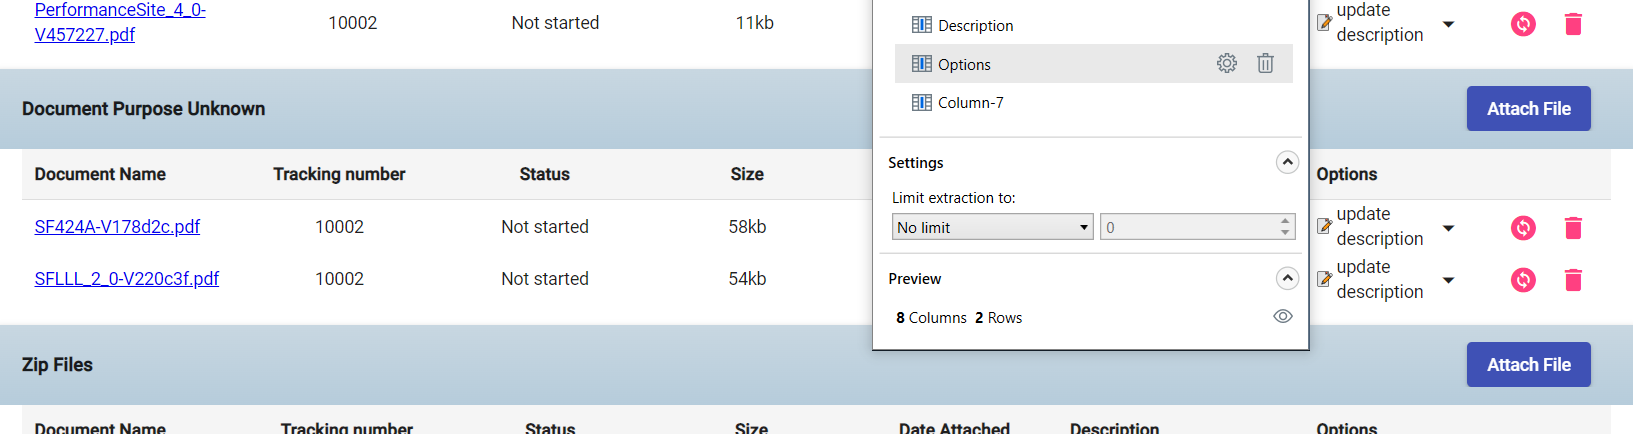 PerformanceSite_4_0-
V457227.pdf
10002
Not started
11kb
update
description
Description
Options
Column-7
Document Purpose Unknown
Attach File
Document Name
Tracking number
Status
Size
Options
Settings
Limit extraction to:
No limit
0
SF424A-V178d2c.pdf
10002
Not started
58kb
update
description
SFLLL_2_0-V220c3f.pdf
10002
Not started
54kb
update
description
Preview
8 Columns 2 Rows
Zip Files
Attach File
Document Name
Tracking number
Status
Size
Date Attached
Description
Options